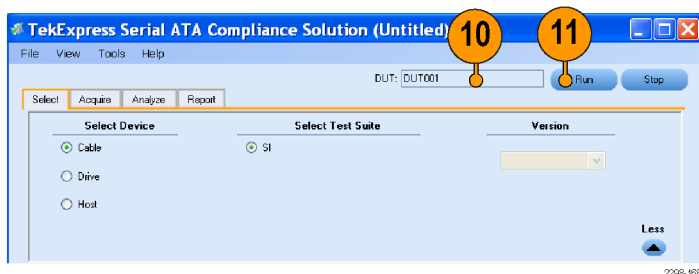 TekExpress Serial ATA Compliance Solution (Untitled)
10
11
File View Tools Help
DUT: DUT001
Run
Stop
Select Acquire Analyze Report
Select Device
Select Test Suite
Version
Cable
SI
Drive
Host
Less